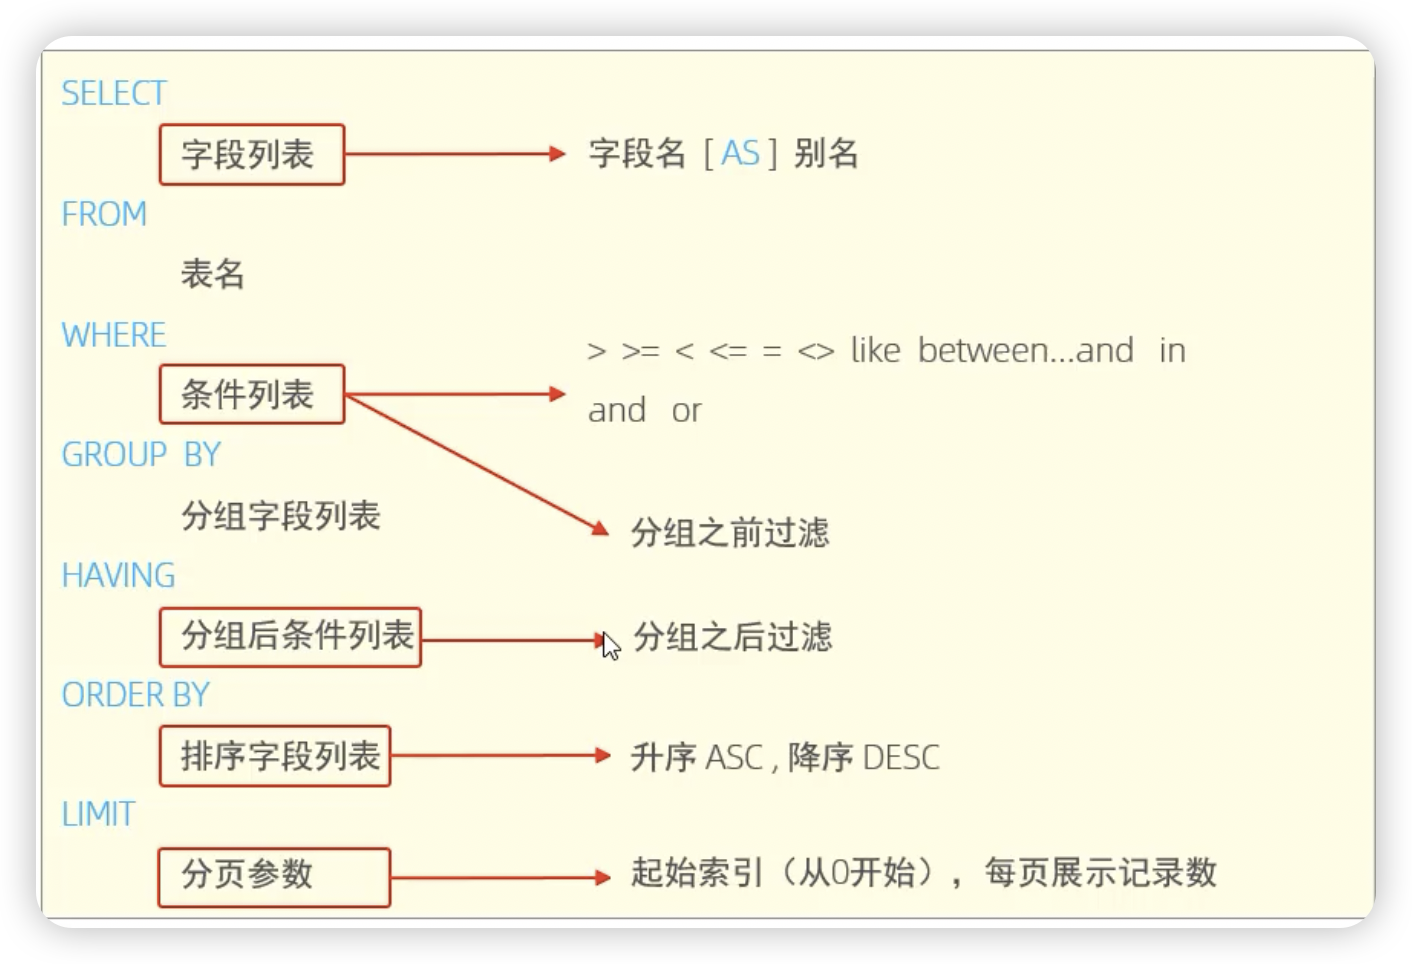 SELECT
字段列表 字段名 [ AS ] 别名
FROM
表名
WHERE
> >= < <= = <> like between...and in
条件列表
and or
GROUP BY
分组字段列表
分组之前过滤
HAVING
分组后条件列表 分组之后过滤
ORDER BY
排序字段列表 升序 ASC , 降序 DESC
LIMIT
分页参数 起始索引（从0开始），每页展示记录数